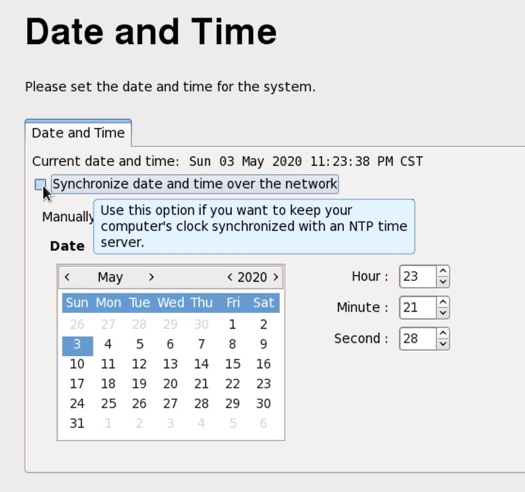 Date and Time
Please set the date and time for the system.
Date and Time
Current date and time: Sun 03 May 2020 11:23:38 PM CST
Synchronize date and time over the network
Manually
Use this option if you want to keep your
computer's clock synchronized with an NTP time
server.
Date
< May > < 2020 >
Sun Mon Tue Wed Thu Fri Sat
26 27 28 29 30 1 2
3 4 5 6 7 8 9
10 11 12 13 14 15 16
17 18 19 20 21 22 23
24 25 26 27 28 29 30
31 1 2 3 4 5 6
Hour : 23
Minute : 21
Second : 28